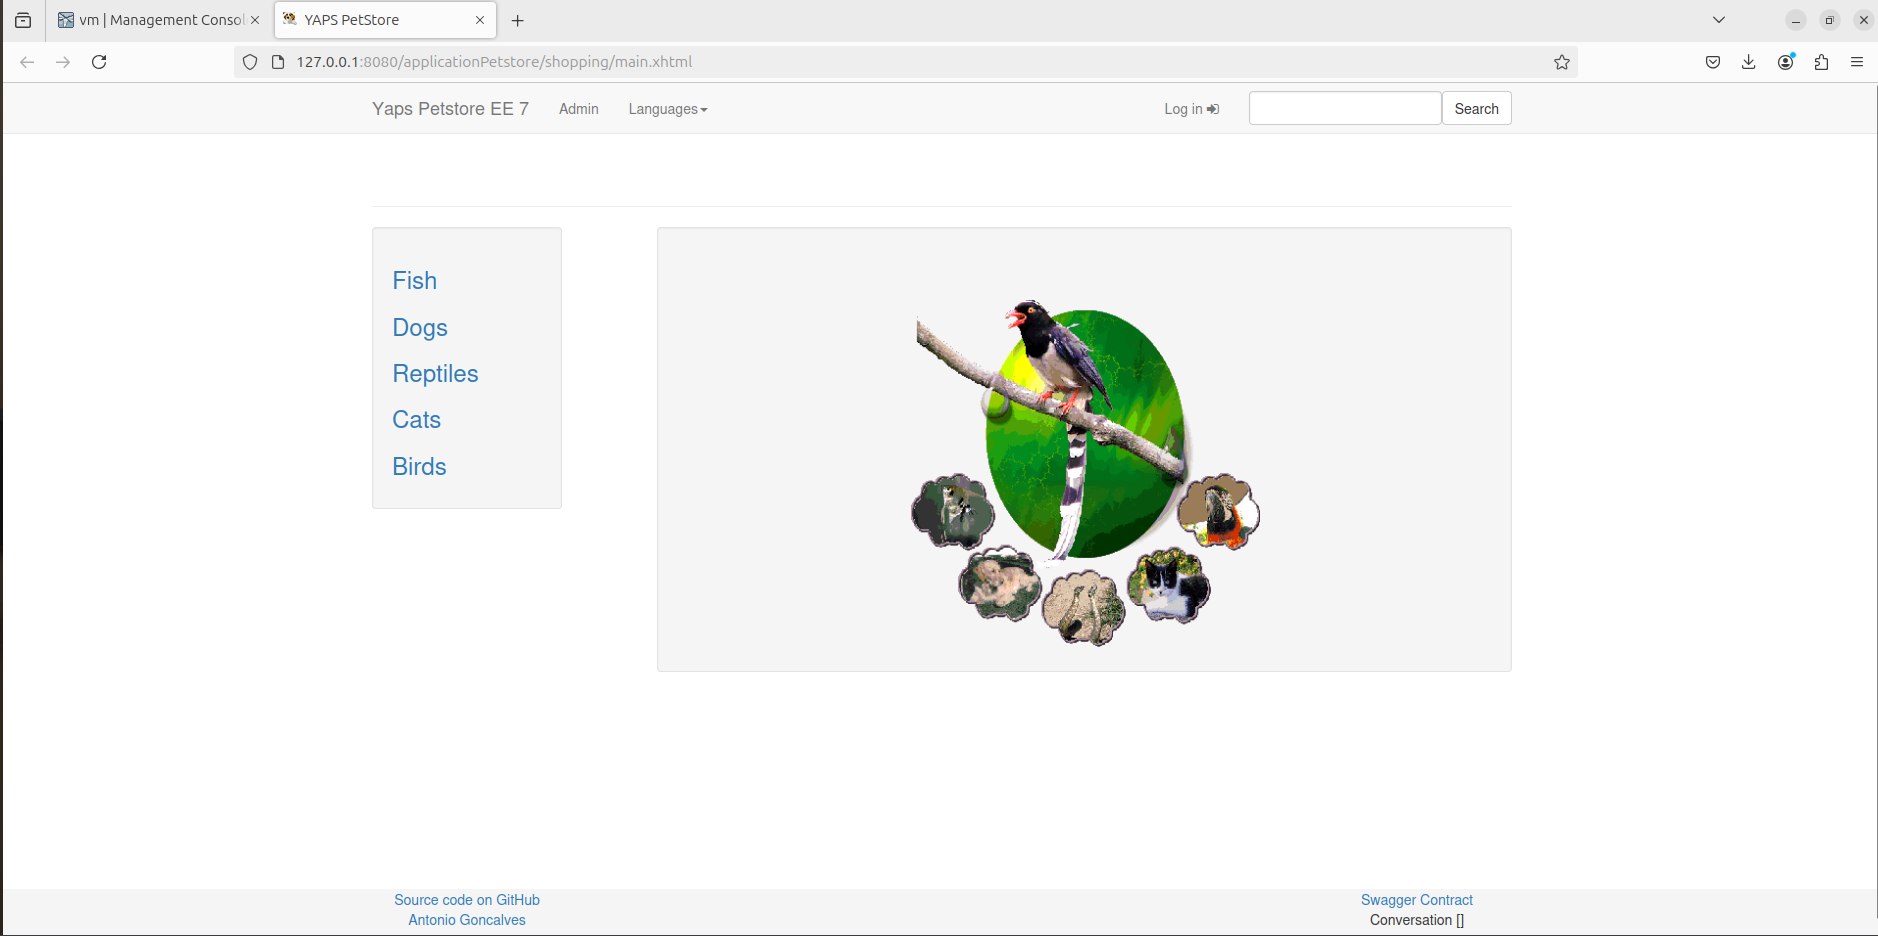 vm | Management Consol
YAPS PetStore
127.0.0.1:8080/applicationPetstore/shopping/main.xhtml
Yaps Petstore EE 7
Admin
Languages
Log in
Search
Fish
Dogs
Reptiles
Cats
Birds
Source code on GitHub
Antonio Goncalves
Swagger Contract
Conversation []